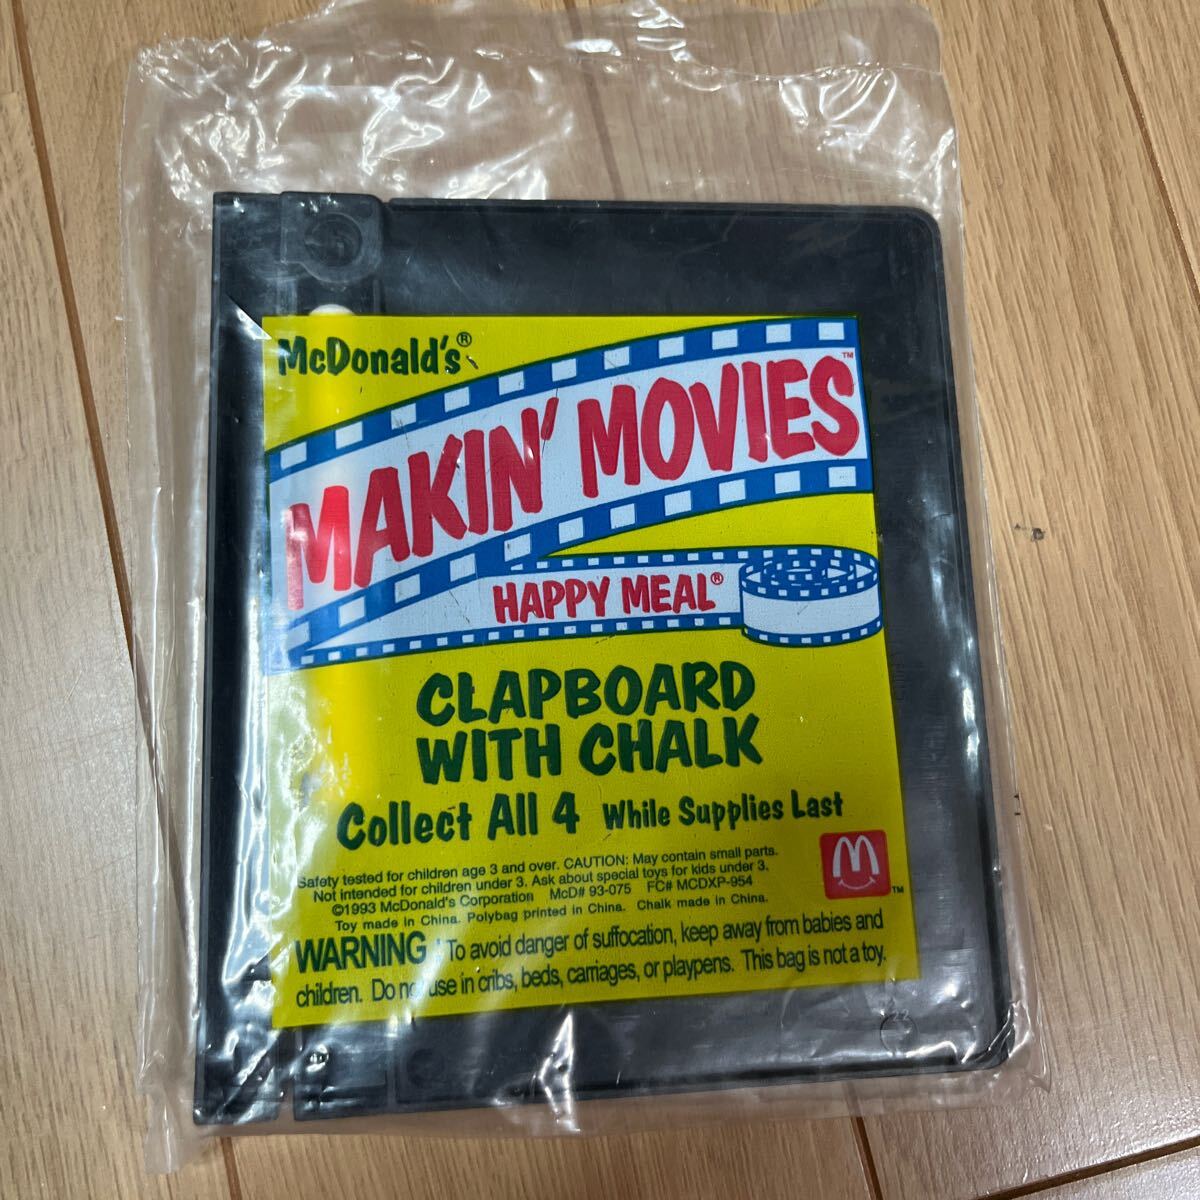 McDonald's®
MAKIN' MOVIES™
HAPPY MEAL®
CLAPBOARD
WITH CHALK
Collect All 4 While Supplies Last
Safety tested for children age 3 and over. CAUTION: May contain small parts.
Not intended for children under 3. Ask about special toys for kids under 3.
©1993 McDonald's Corporation McD# 93-075 FC# MCDXP-954
Toy made in China. Polybag printed in China. Chalk made in China.
™
WARNING : To avoid danger of suffocation, keep away from babies and
children. Do not use in cribs, beds, carriages, or playpens. This bag is not a toy.
22